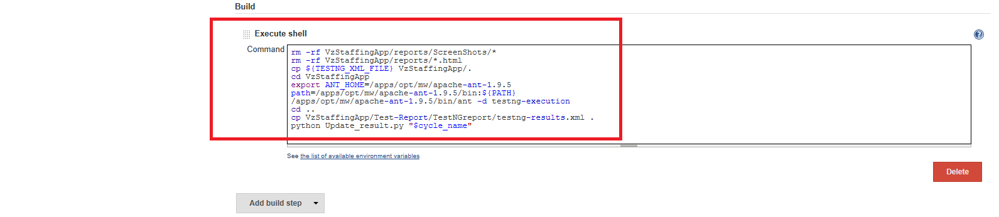 Build
Execute shell
?
Command
rm -rf VzStaffingApp/reports/ScreenShots/*
rm -rf VzStaffingApp/reports/*.html
cp ${TESTNG_XML_FILE} VzStaffingApp/.
cd VzStaffingApp
export ANT_HOME=/apps/opt/mw/apache-ant-1.9.5
path=/apps/opt/mw/apache-ant-1.9.5/bin:${PATH}
/apps/opt/mw/apache-ant-1.9.5/bin/ant -d testng-execution
cd ..
cp VzStaffingApp/Test-Report/TestNGreport/testng-results.xml .
python Update_result.py "$cycle_name"
See the list of available environment variables
Delete
Add build step